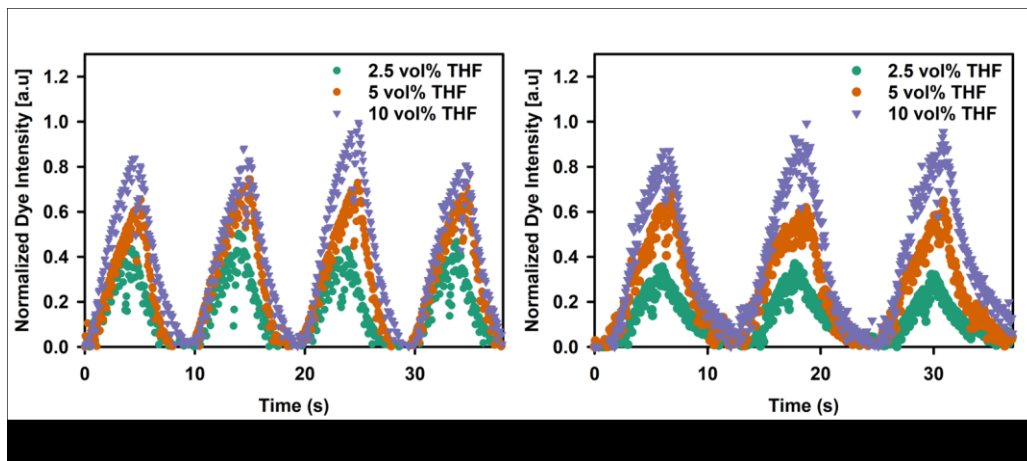 Normalized Dye Intensity [a.u]
1.2
1.0
0.8
0.6
0.4
0.2
0.0
0 10 20 30
Time (s)
2.5 vol% THF
5 vol% THF
10 vol% THF
Normalized Dye Intensity [a.u]
1.2
1.0
0.8
0.6
0.4
0.2
0.0
0 10 20 30
Time (s)
2.5 vol% THF
5 vol% THF
10 vol% THF